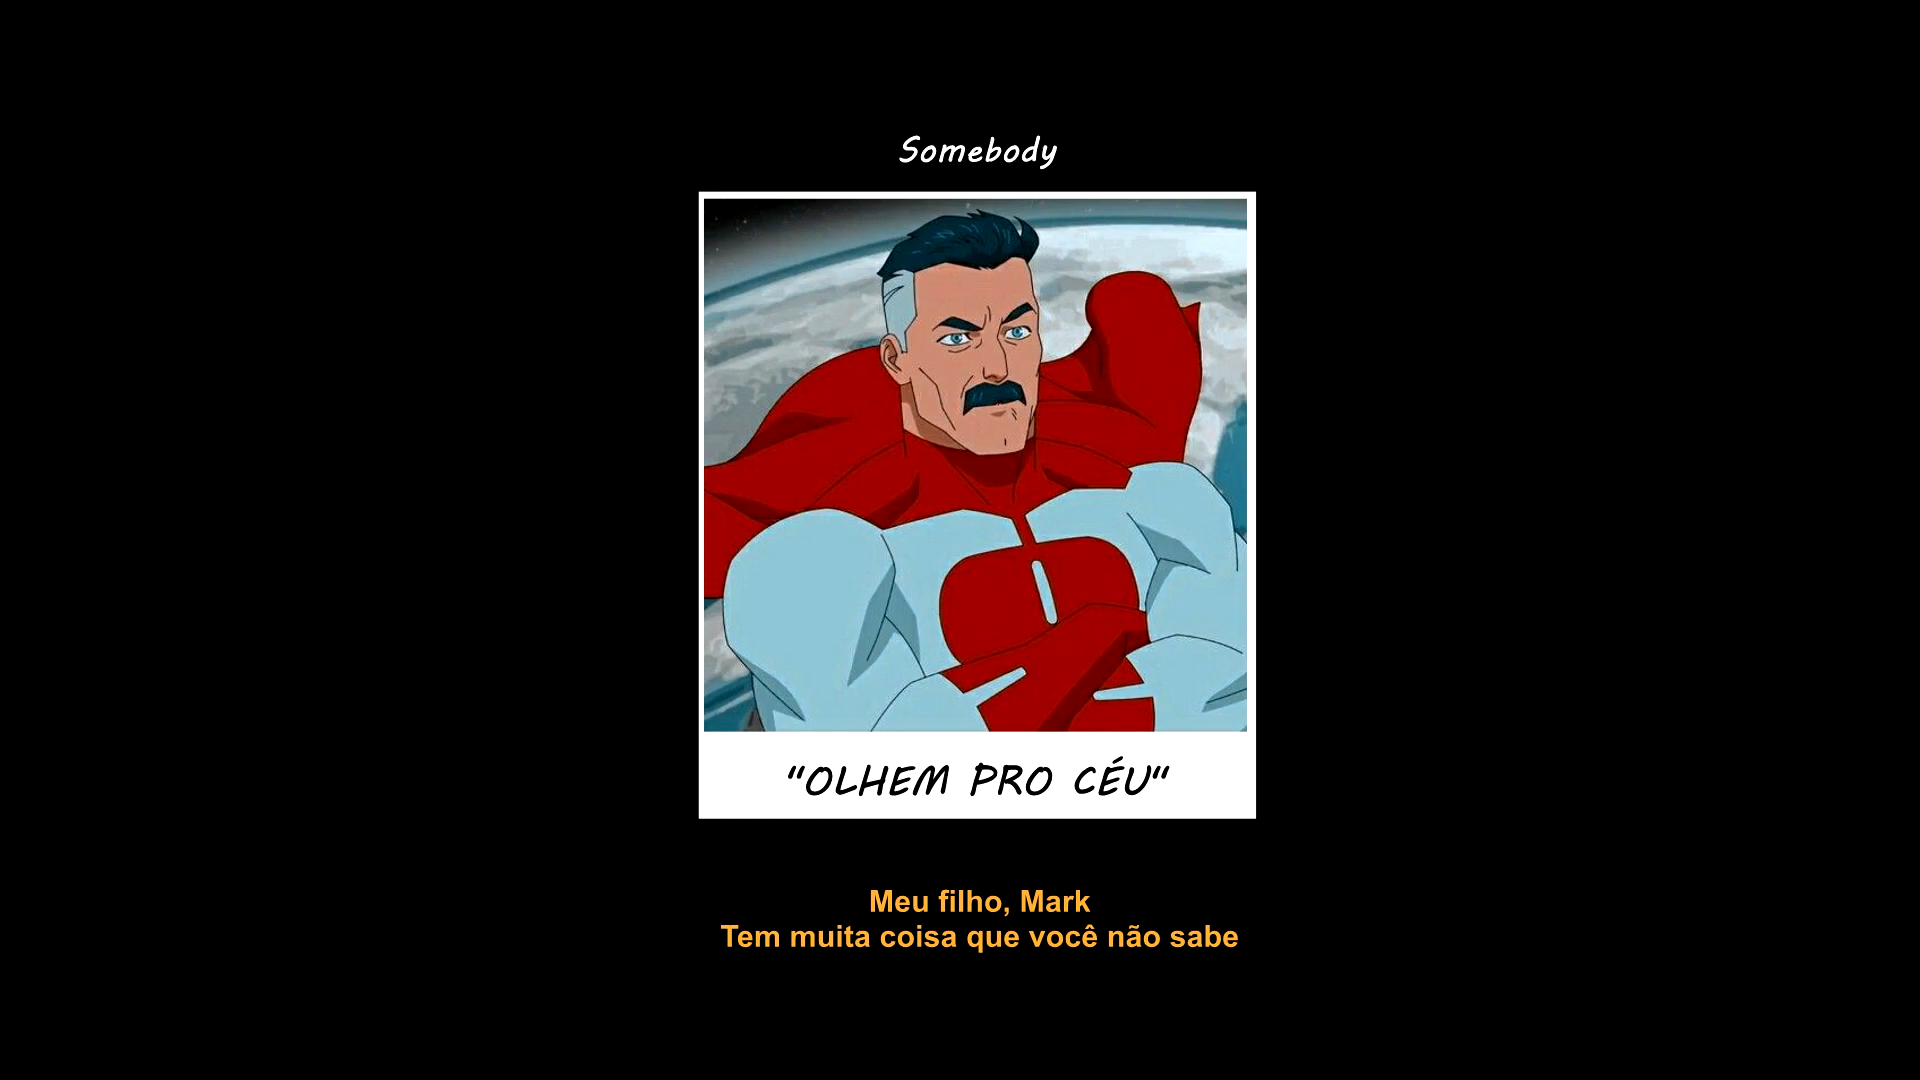 Somebody
"OLHEM PRO CÉU"
Meu filho, Mark
Tem muita coisa que você não sabe